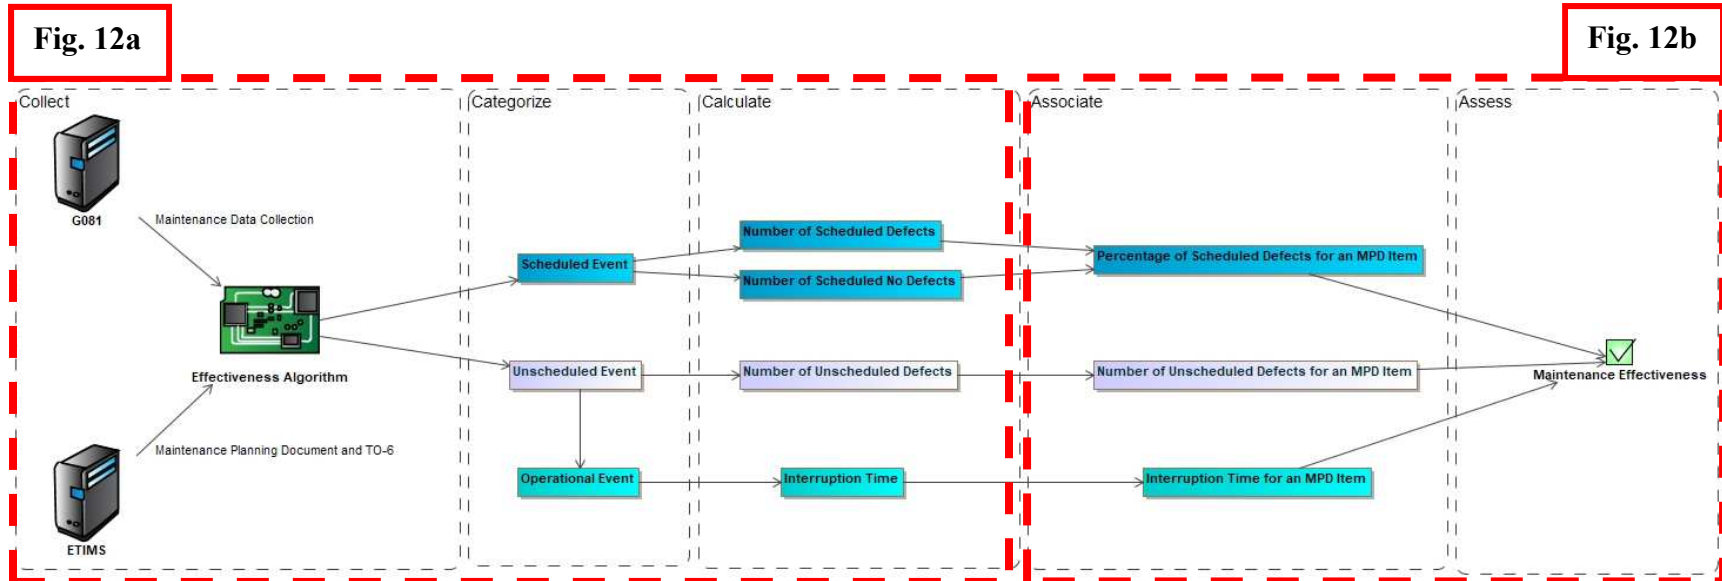 Fig. 12a
Fig. 12b
Collect
Categorize
Calculate
Associate
Assess
G081
Maintenance Data Collection
Number of Scheduled Defects
Scheduled Event
Percentage of Scheduled Defects for an MPD Item
Number of Scheduled No Defects
Effectiveness Algorithm
Unscheduled Event
Number of Unscheduled Defects
Number of Unscheduled Defects for an MPD Item
Maintenance Effectiveness
Maintenance Planning Document and TO-6
Operational Event
Interruption Time
Interruption Time for an MPD Item
ETIMS